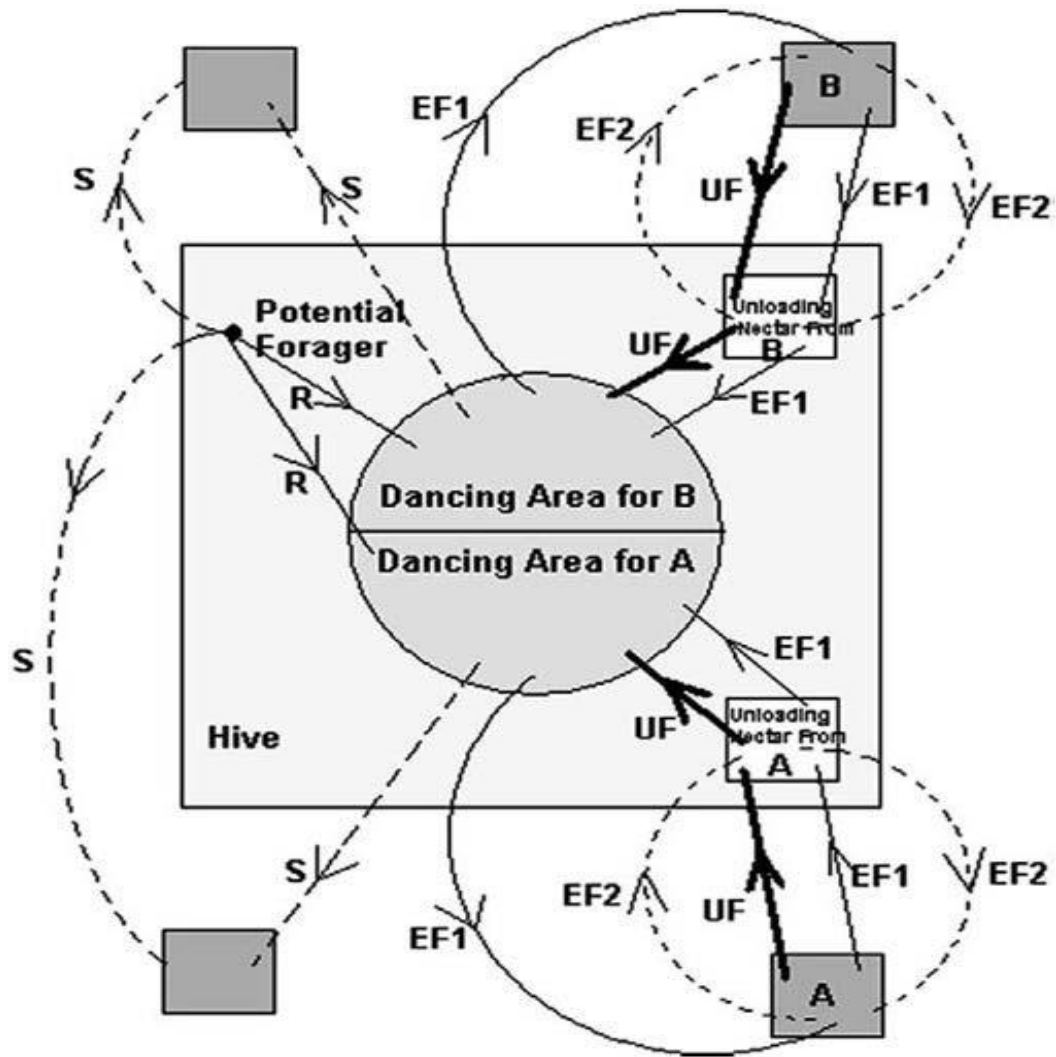 B
EF1
EF2
S
S
UF
EF1
EF2
Potential
Forager
Unloading
Nectar From
B
UF
R
EF1
R
Dancing Area for B
Dancing Area for A
S
EF1
Unloading
Nectar From
A
UF
Hive
S
EF2
EF1
EF2
UF
EF1
A